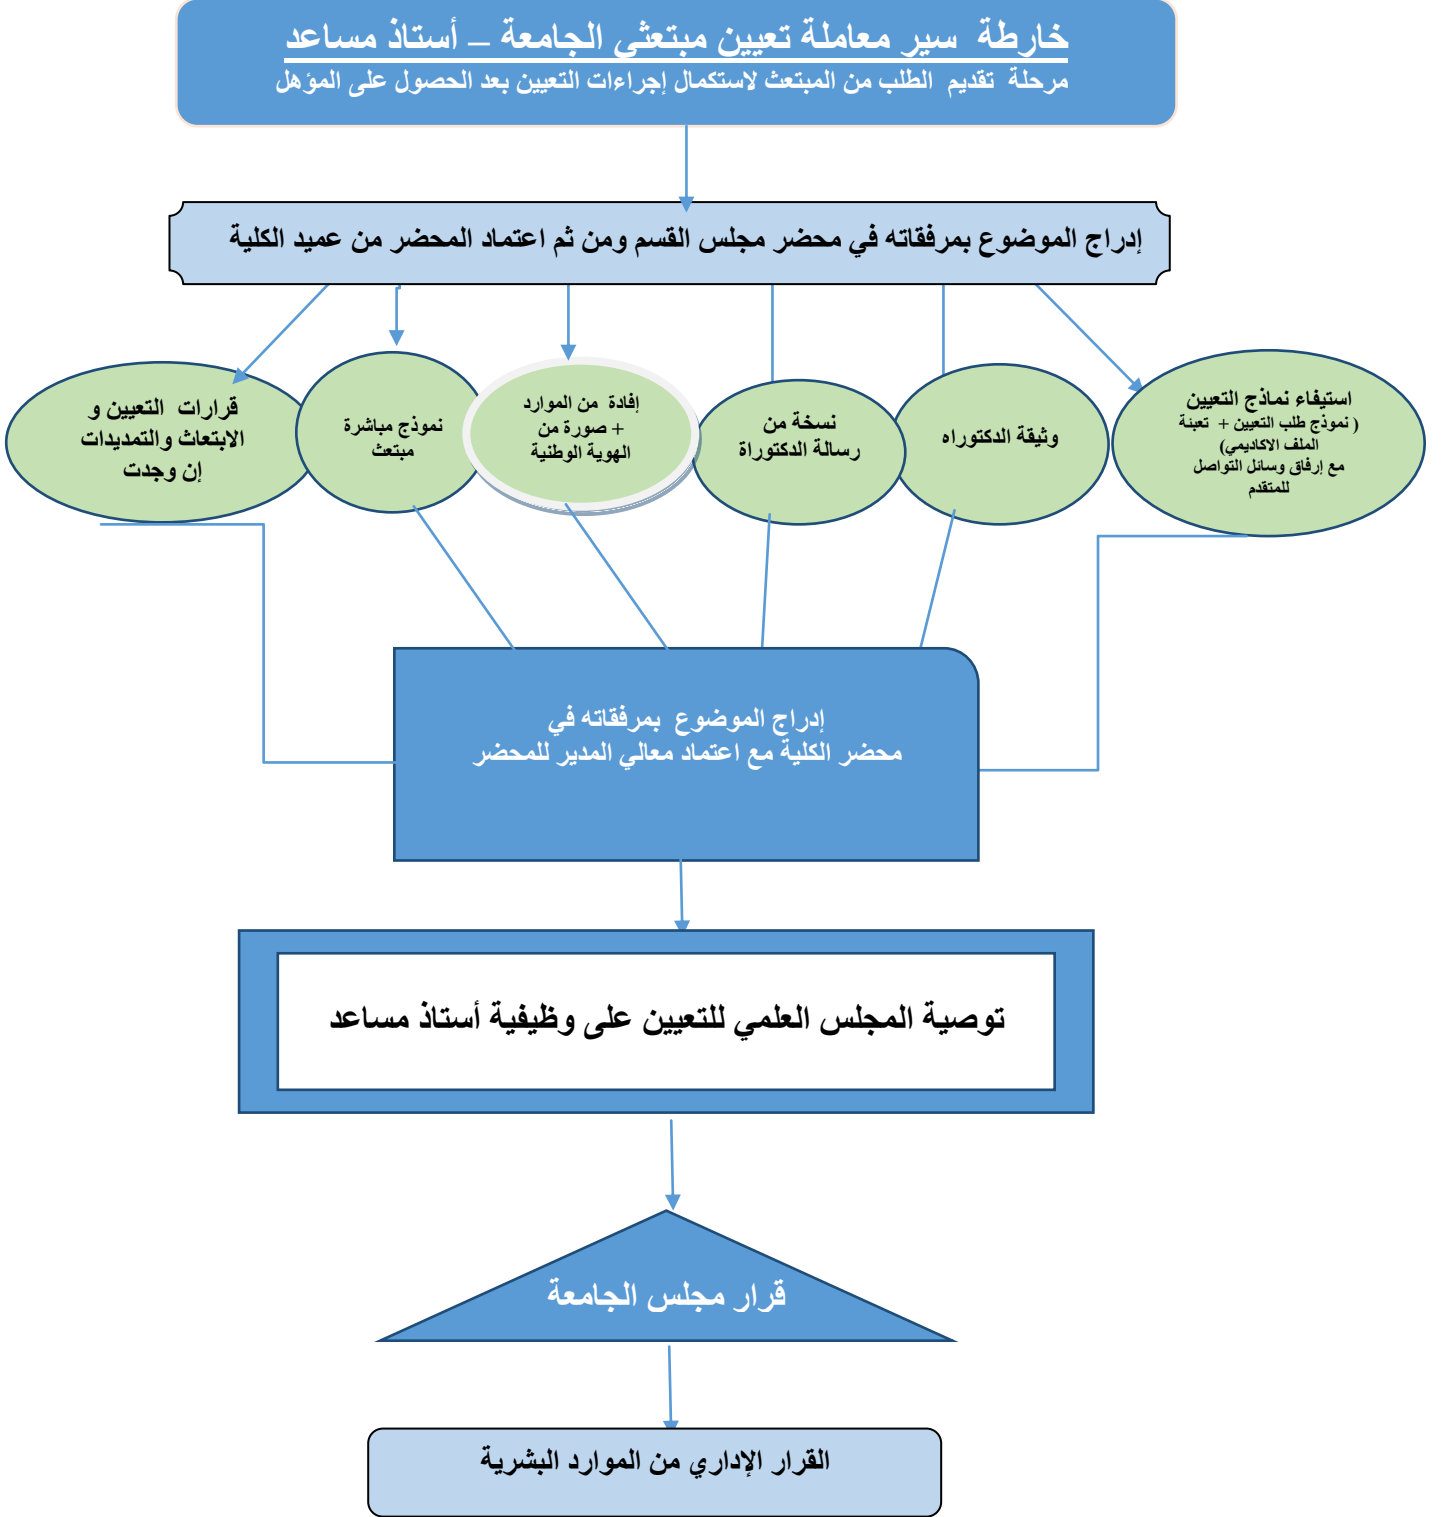 خارطة سير معاملة تعيين مبتعثي الجامعة – أستاذ مساعد
مرحلة تقديم الطلب من المبتعث لاستكمال إجراءات التعيين بعد الحصول على المؤهل
إدراج الموضوع بمرفقاته في محضر مجلس القسم ومن ثم اعتماد المحضر من عميد الكلية
استيفاء نماذج التعيين
( نموذج طلب التعيين + تعبئة
الملف الاكاديمي)
مع إرفاق وسائل التواصل
للمتقدم
وثيقة الدكتوراه
نسخة من
رسالة الدكتوراة
إفادة من الموارد
+ صورة من
الهوية الوطنية
نموذج مباشرة
مبتعث
قرارات التعيين و
الابتعاث والتمديدات
إن وجدت
إدراج الموضوع بمرفقاته في
محضر الكلية مع اعتماد معالي المدير للمحضر
توصية المجلس العلمي للتعيين على وظيفية أستاذ مساعد
قرار مجلس الجامعة
القرار الإداري من الموارد البشرية